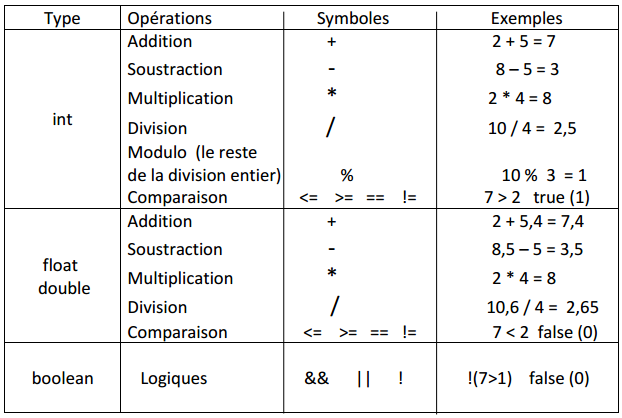 Type Opérations Symboles Exemples
int
Addition + 2 + 5 = 7
Soustraction - 8 – 5 = 3
Multiplication * 2 * 4 = 8
Division / 10 / 4 = 2,5
Modulo (le reste
de la division entier) % 10 % 3 = 1
Comparaison <= >= == != 7 > 2 true (1)
float
double
Addition + 2 + 5,4 = 7,4
Soustraction - 8,5 – 5 = 3,5
Multiplication * 2 * 4 = 8
Division / 10,6 / 4 = 2,65
Comparaison <= >= == != 7 < 2 false (0)
boolean Logiques && || ! !(7>1) false (0)